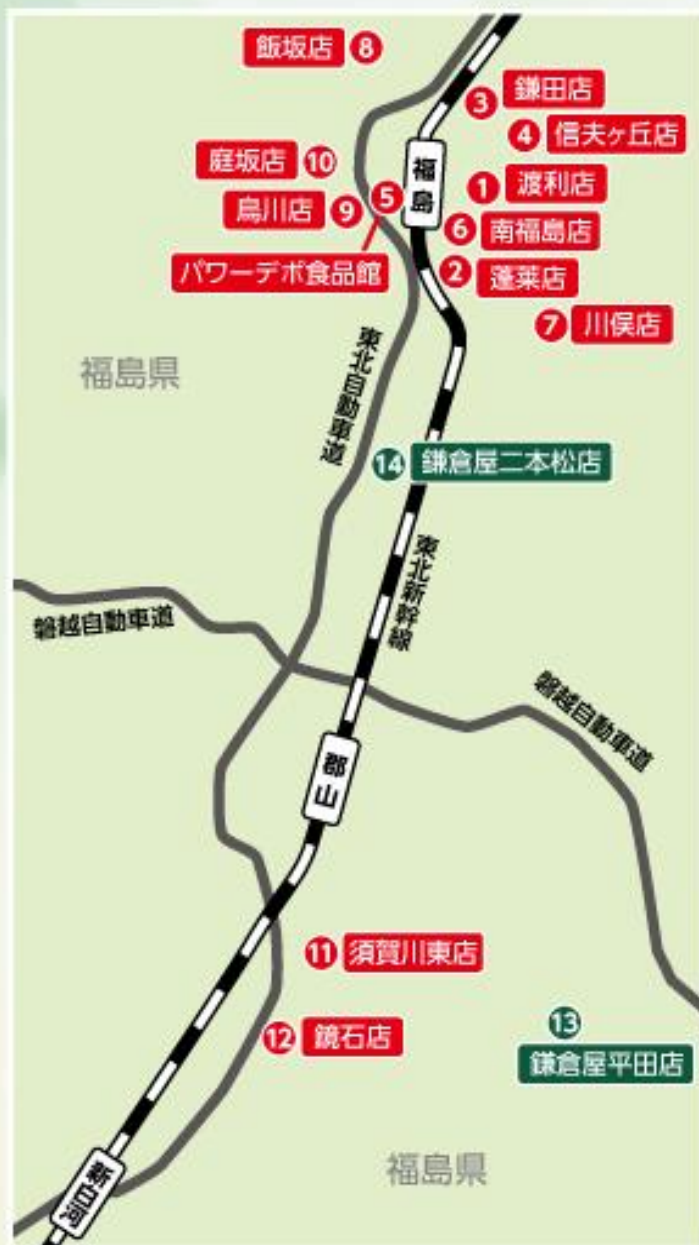 飯坂店 8
3 鎌田店
4 信夫ヶ丘店
庭坂店 10
福島
5
1 渡利店
鳥川店 9
6 南福島店
パワーデポ食品館
2 蓬莱店
7 川俣店
福島県
東北自動車道
14 鎌倉屋二本松店
東北新幹線
磐越自動車道
磐越自動車道
郡山
11 須賀川東店
12 鏡石店
13
鎌倉屋平田店
福島県
新白河